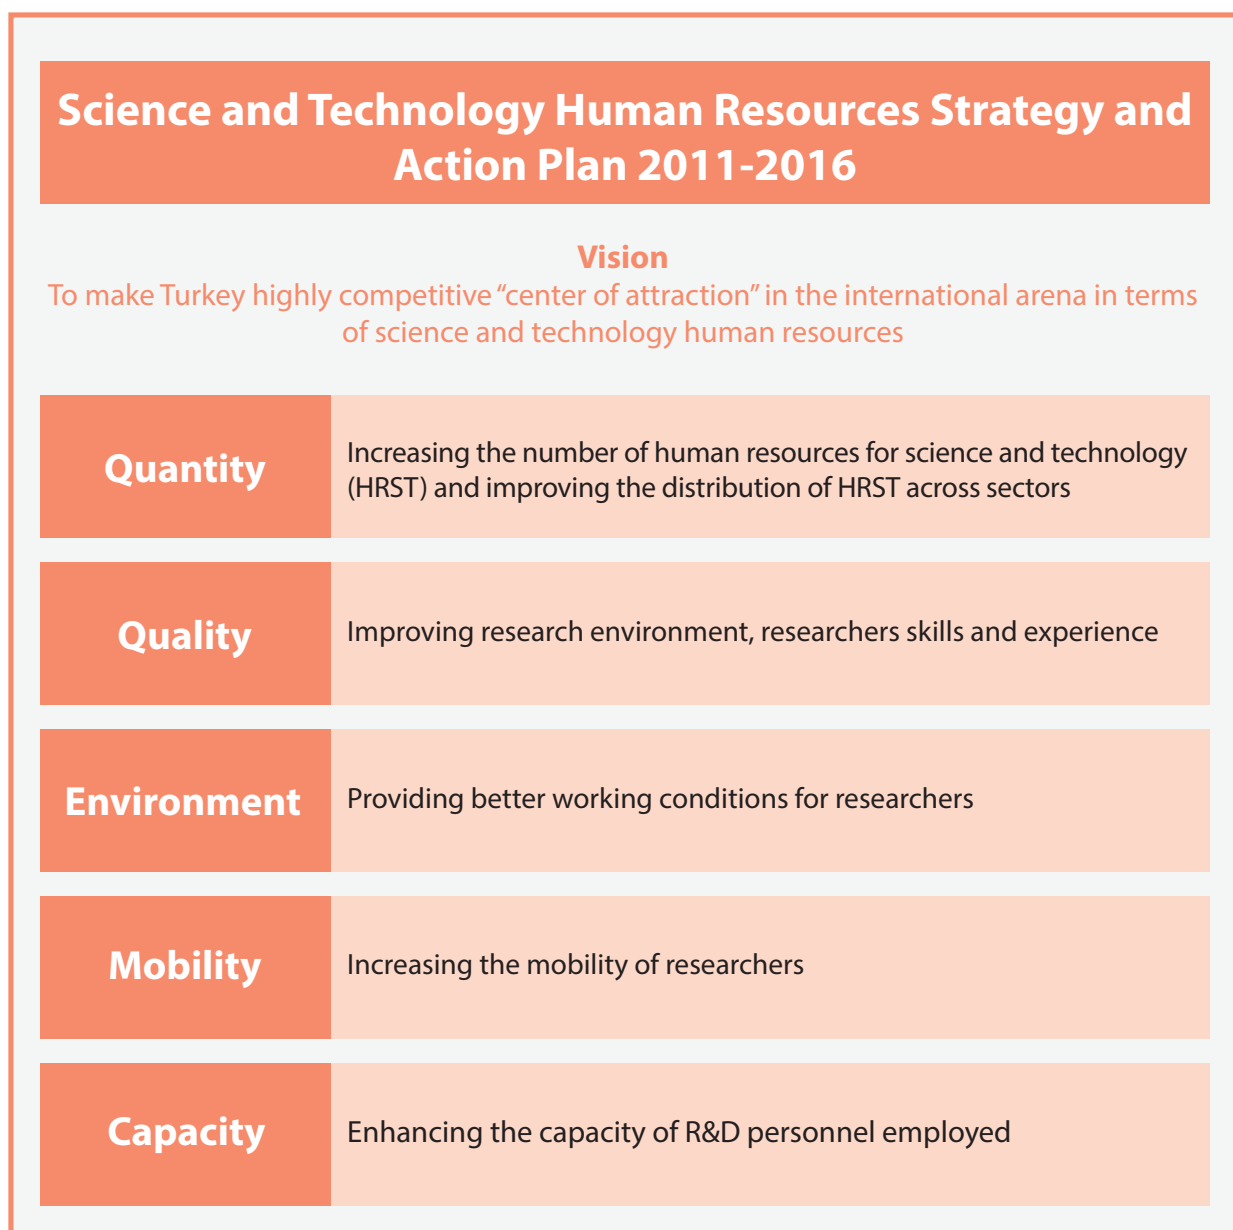 Science and Technology Human Resources Strategy and
Action Plan 2011-2016
Vision
To make Turkey highly competitive “center of attraction” in the international arena in terms
of science and technology human resources
Quantity
Increasing the number of human resources for science and technology
(HRST) and improving the distribution of HRST across sectors
Quality
Improving research environment, researchers skills and experience
Environment
Providing better working conditions for researchers
Mobility
Increasing the mobility of researchers
Capacity
Enhancing the capacity of R&D personnel employed